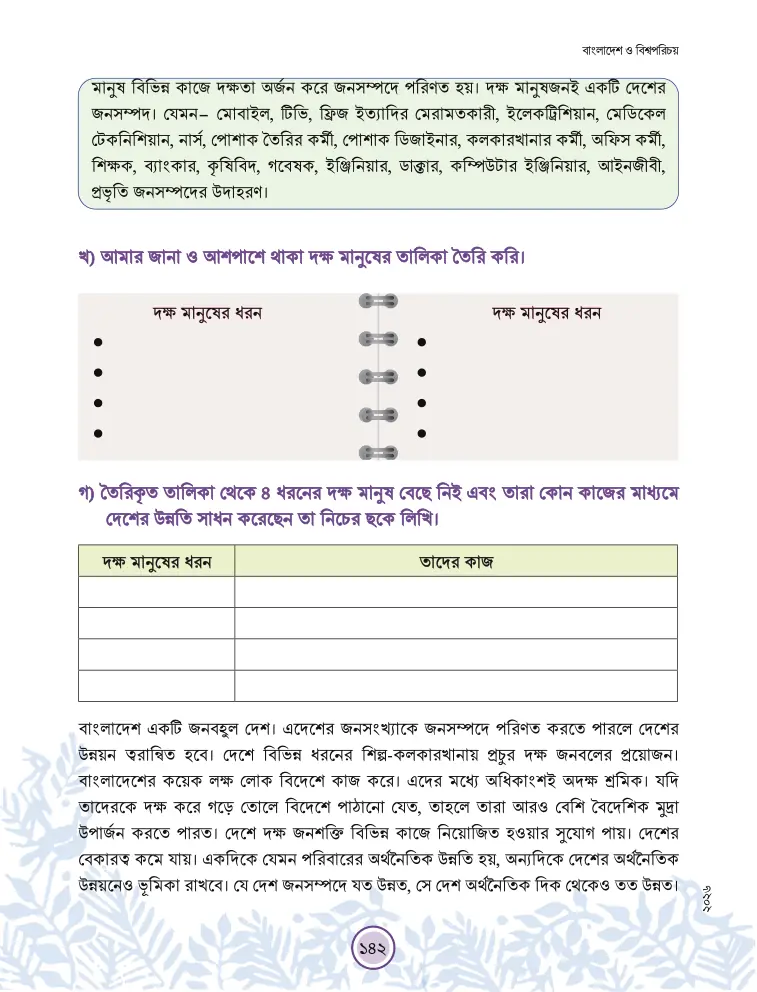 বাংলাদেশ ও বিশ্বপরিচয়
মানুষ বিভিন্ন কাজে দক্ষতা অর্জন করে জনসম্পদে পরিণত হয়। দক্ষ মানুষজনই একটি দেশের
জনসম্পদ। যেমন– মোবাইল, টিভি, ফ্রিজ ইত্যাদির মেরামতকারী, ইলেকট্রিশিয়ান, মেডিকেল
টেকনিশিয়ান, নার্স, পোশাক তৈরির কর্মী, পোশাক ডিজাইনার, কলকারখানার কর্মী, অফিস কর্মী,
শিক্ষক, ব্যাংকার, কৃষিবিদ, গবেষক, ইঞ্জিনিয়ার, ডাক্তার, কম্পিউটার ইঞ্জিনিয়ার, আইনজীবী,
প্রভৃতি জনসম্পদের উদাহরণ।
খ) আমার জানা ও আশপাশে থাকা দক্ষ মানুষের তালিকা তৈরি করি।
দক্ষ মানুষের ধরন
দক্ষ মানুষের ধরন
গ) তৈরিকৃত তালিকা থেকে ৪ ধরনের দক্ষ মানুষ বেছে নিই এবং তারা কোন কাজের মাধ্যমে
দেশের উন্নতি সাধন করেছেন তা নিচের ছকে লিখি।
দক্ষ মানুষের ধরন
তাদের কাজ
বাংলাদেশ একটি জনবহুল দেশ। এদেশের জনসংখ্যাকে জনসম্পদে পরিণত করতে পারলে দেশের
উন্নয়ন ত্বরান্বিত হবে। দেশে বিভিন্ন ধরনের শিল্প-কলকারখানায় প্রচুর দক্ষ জনবলের প্রয়োজন।
বাংলাদেশের কয়েক লক্ষ লোক বিদেশে কাজ করে। এদের মধ্যে অধিকাংশই অদক্ষ শ্রমিক। যদি
তাদেরকে দক্ষ করে গড়ে তোলে বিদেশে পাঠানো যেত, তাহলে তারা আরও বেশি বৈদেশিক মুদ্রা
উপার্জন করতে পারত। দেশে দক্ষ জনশক্তি বিভিন্ন কাজে নিয়োজিত হওয়ার সুযোগ পায়। দেশের
বেকারত্ব কমে যায়। একদিকে যেমন পরিবারের অর্থনৈতিক উন্নতি হয়, অন্যদিকে দেশের অর্থনৈতিক
উন্নয়নেও ভূমিকা রাখবে। যে দেশ জনসম্পদে যত উন্নত, সে দেশ অর্থনৈতিক দিক থেকেও তত উন্নত।
২০২৬
১৪২